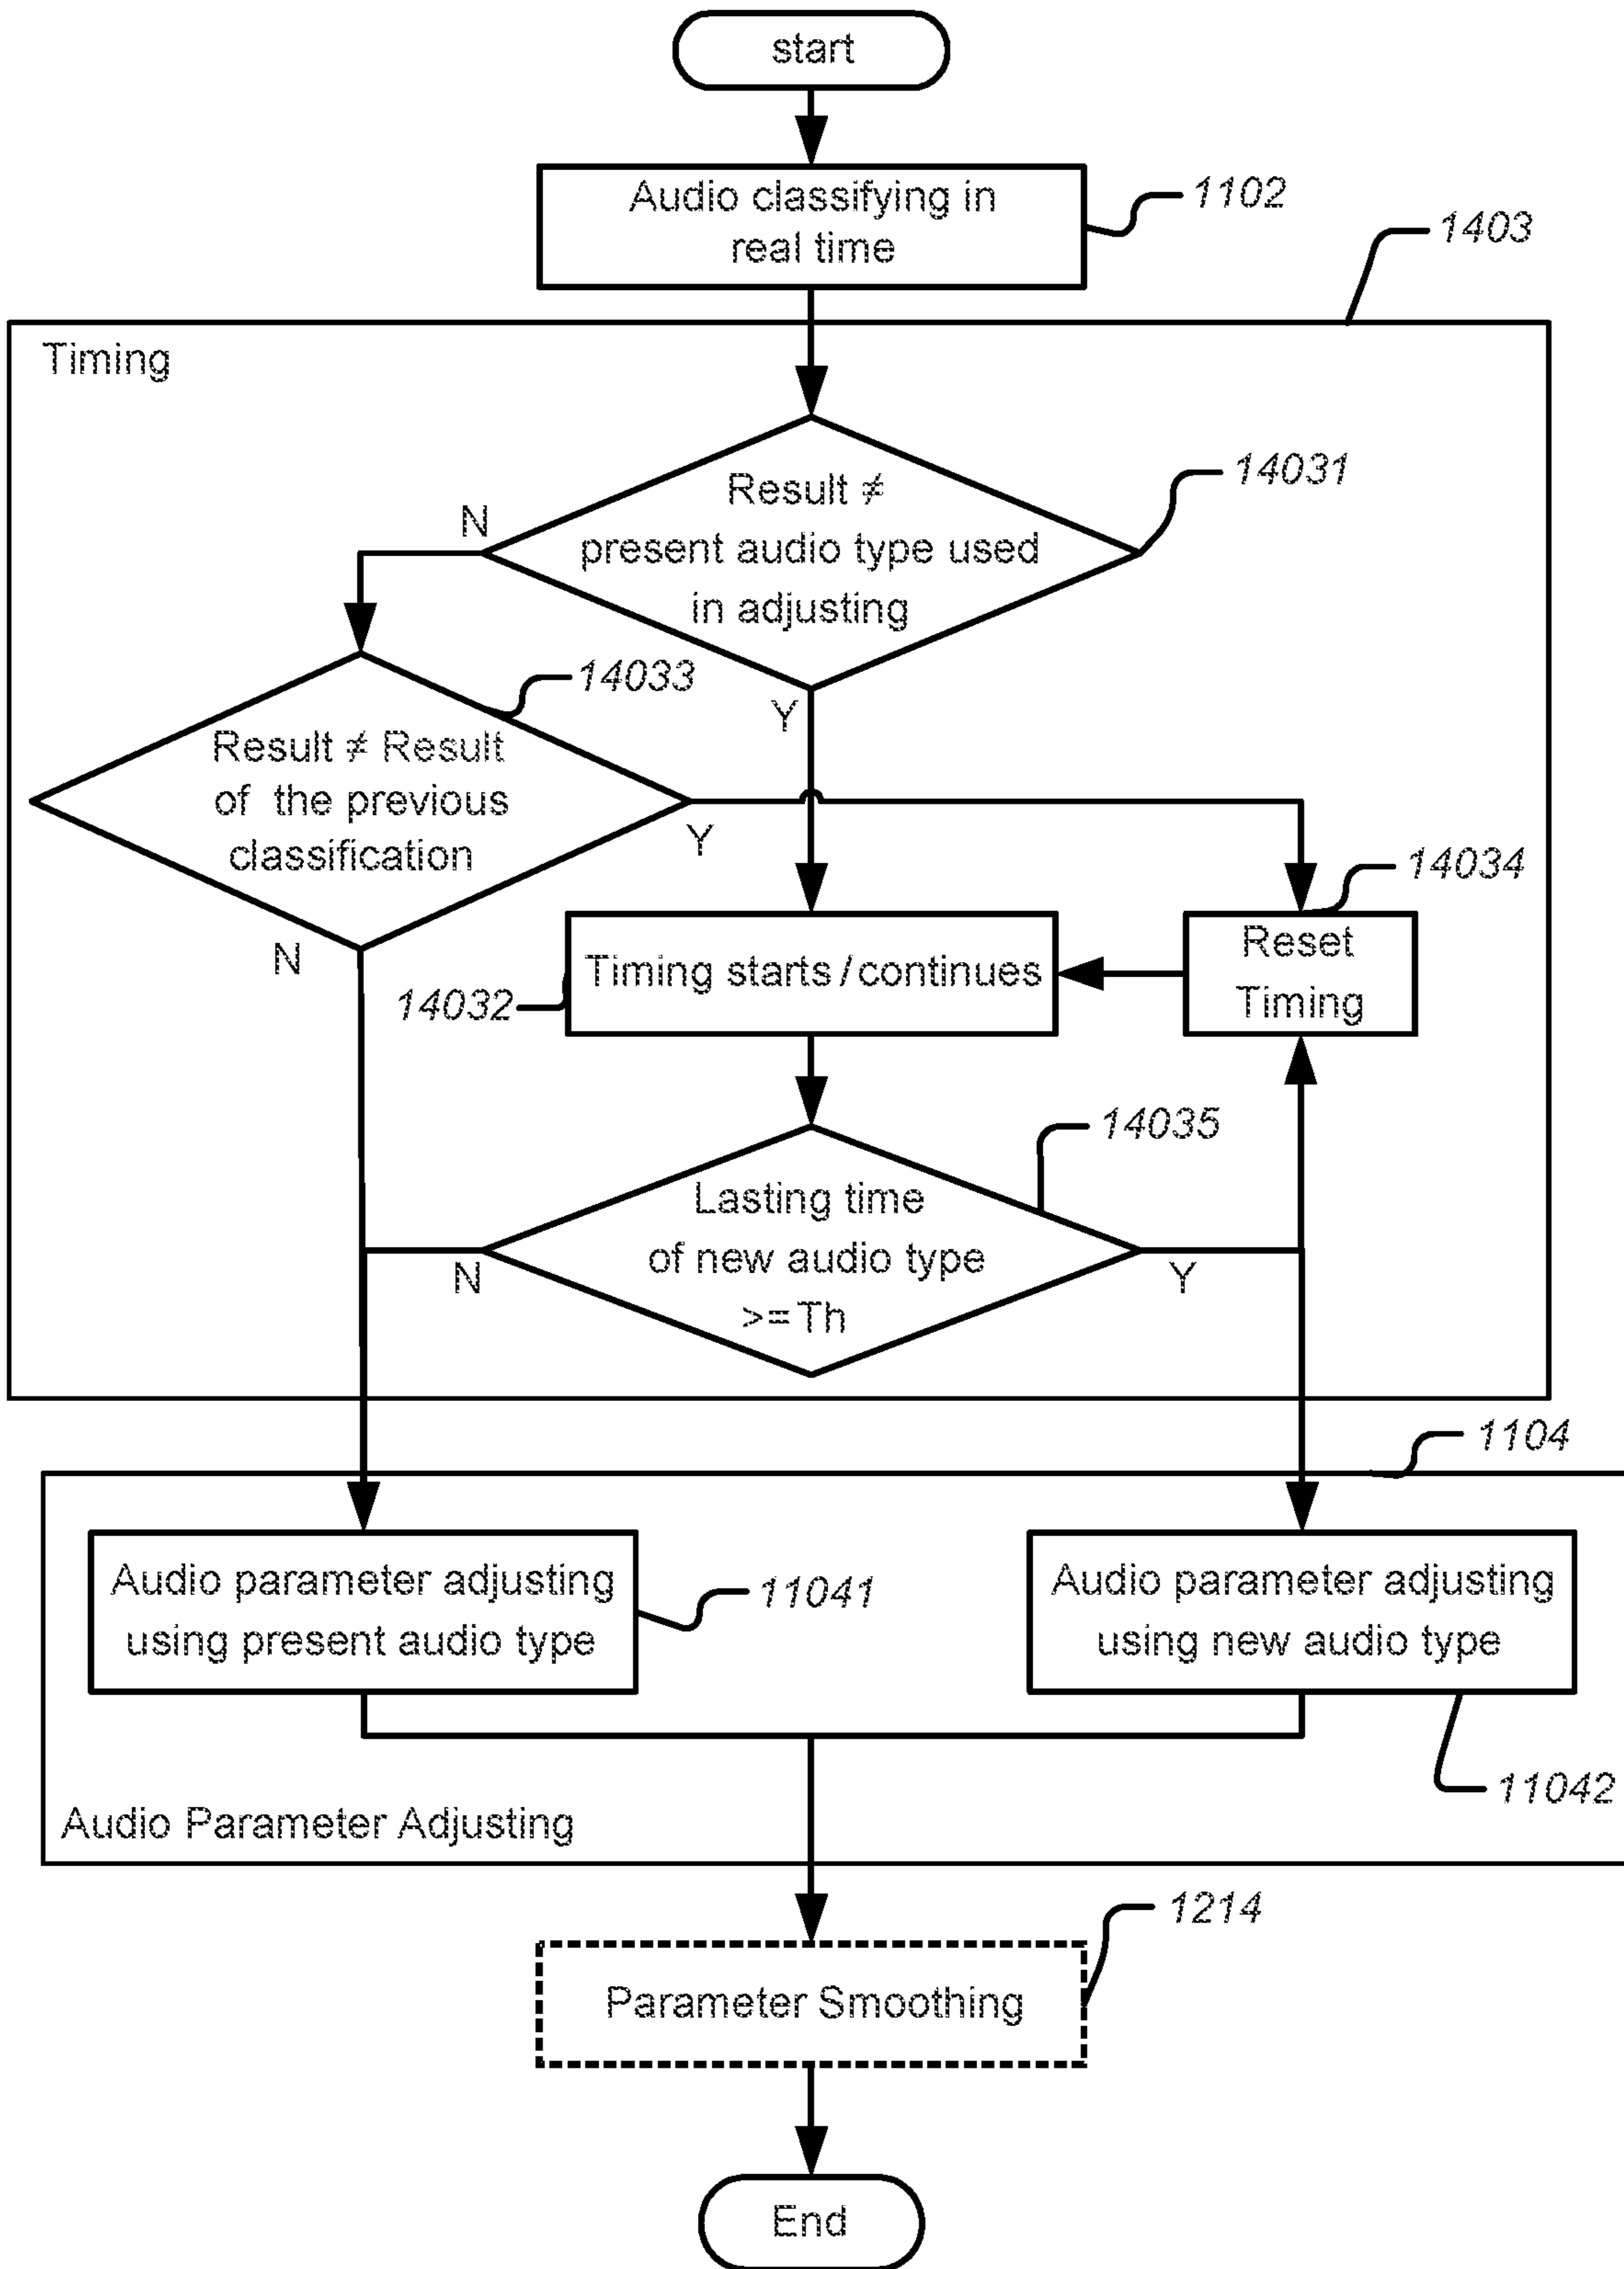 start
Audio classifying in
real time
1102
1403
Timing
Result ≠
present audio type used
in adjusting
14031
N
Y
14033
Result ≠ Result
of the previous
classification
Y
N
14034
Reset
Timing
Timing starts / continues
14032
14035
Lasting time
of new audio type
>= Th
N
Y
1104
Audio parameter adjusting
using present audio type
11041
Audio parameter adjusting
using new audio type
11042
Audio Parameter Adjusting
1214
Parameter Smoothing
End